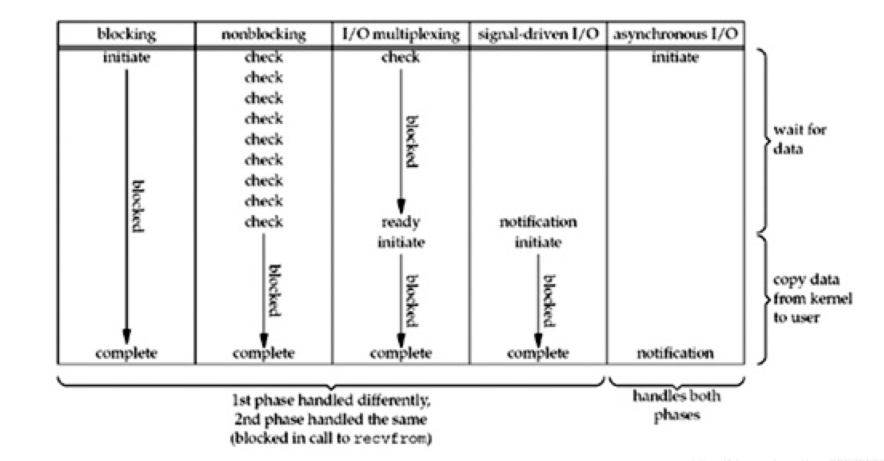 blocking nonblocking I/O multiplexing signal-driven I/O asynchronous I/O
initiate check check initiate
check
check
check
check
check
check
check
check ready notification
initiate initiate
blocked
blocked
blocked
blocked
blocked
complete complete complete complete notification
wait for
data
copy data
from kernel
to user
1st phase handled differently,
2nd phase handled the same
(blocked in call to recvfrom)
handles both
phases